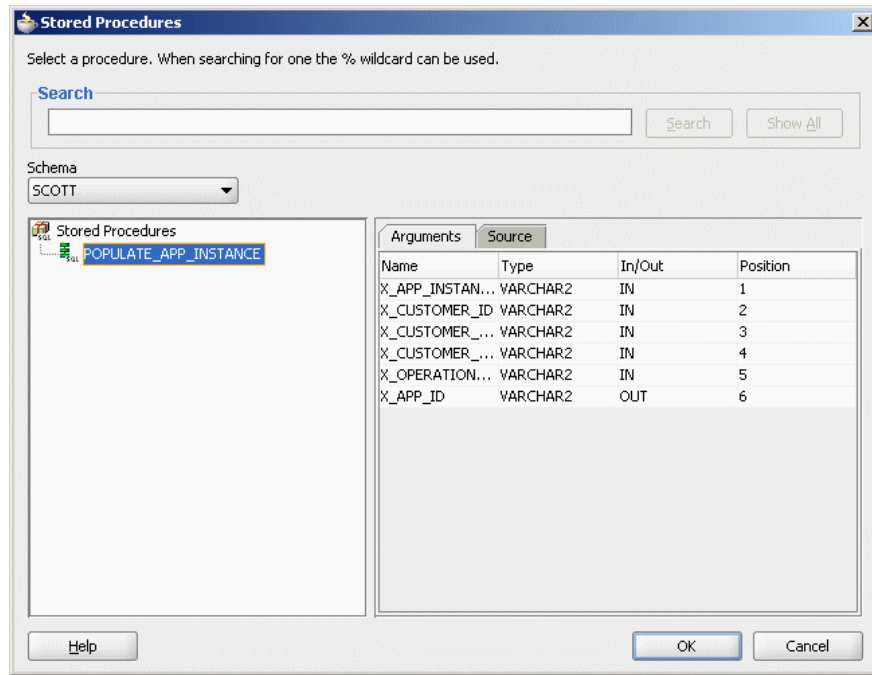 Stored Procedures
Select a procedure. When searching for one the % wildcard can be used.
Search
Search Show All
Schema
SCOTT
Stored Procedures
POPULATE_APP_INSTANCE
Arguments Source
Name Type In/Out Position
X_APP_INSTAN... VARCHAR2 IN 1
X_CUSTOMER_ID VARCHAR2 IN 2
X_CUSTOMER_... VARCHAR2 IN 3
X_CUSTOMER_... VARCHAR2 IN 4
X_OPERATION... VARCHAR2 IN 5
X_APP_ID VARCHAR2 OUT 6
Help OK Cancel